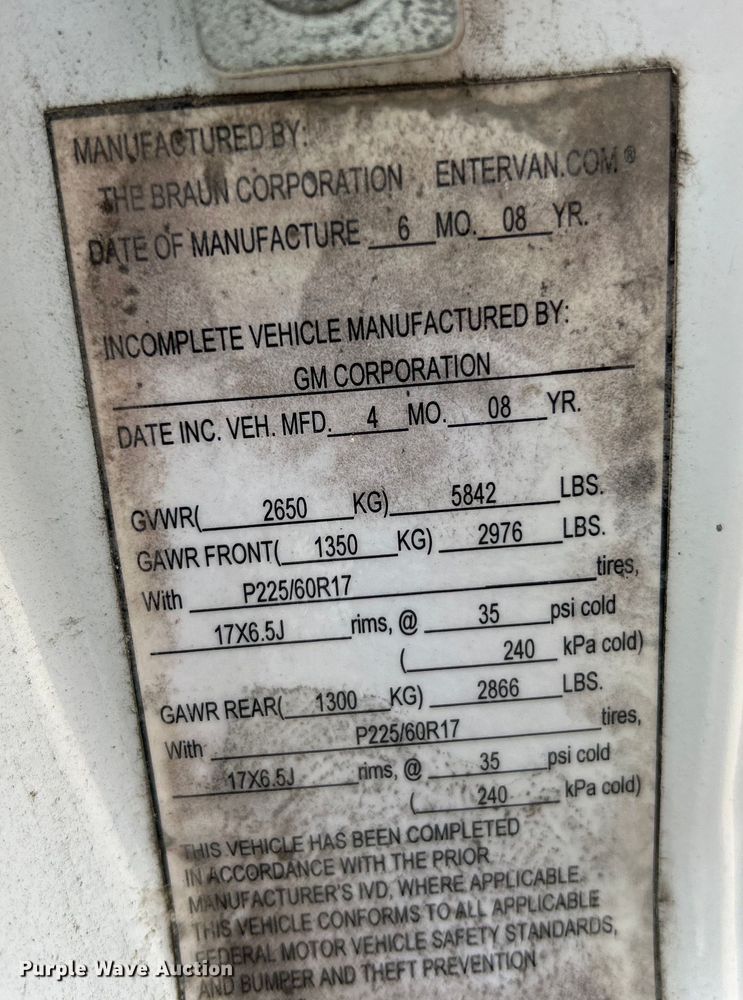 MANUFACTURED BY:
THE BRAUN CORPORATION ENTERVAN.COM®
DATE OF MANUFACTURE 6 MO. 08 YR.
INCOMPLETE VEHICLE MANUFACTURED BY:
GM CORPORATION
DATE INC. VEH. MFD. 4 MO. 08 YR.
GVWR( 2650 KG) 5842 LBS.
GAWR FRONT( 1350 KG) 2976 LBS.
With P225/60R17 tires,
17X6.5J rims, @ 35 psi cold
( 240 kPa cold)
GAWR REAR( 1300 KG) 2866 LBS.
With P225/60R17 tires,
17X6.5J rims, @ 35 psi cold
( 240 kPa cold)
THIS VEHICLE HAS BEEN COMPLETED
IN ACCORDANCE WITH THE PRIOR
MANUFACTURER'S IVD, WHERE APPLICABLE.
THIS VEHICLE CONFORMS TO ALL APPLICABLE
FEDERAL MOTOR VEHICLE SAFETY STANDARDS,
AND BUMPER AND THEFT PREVENTION
Purple Wave Auction